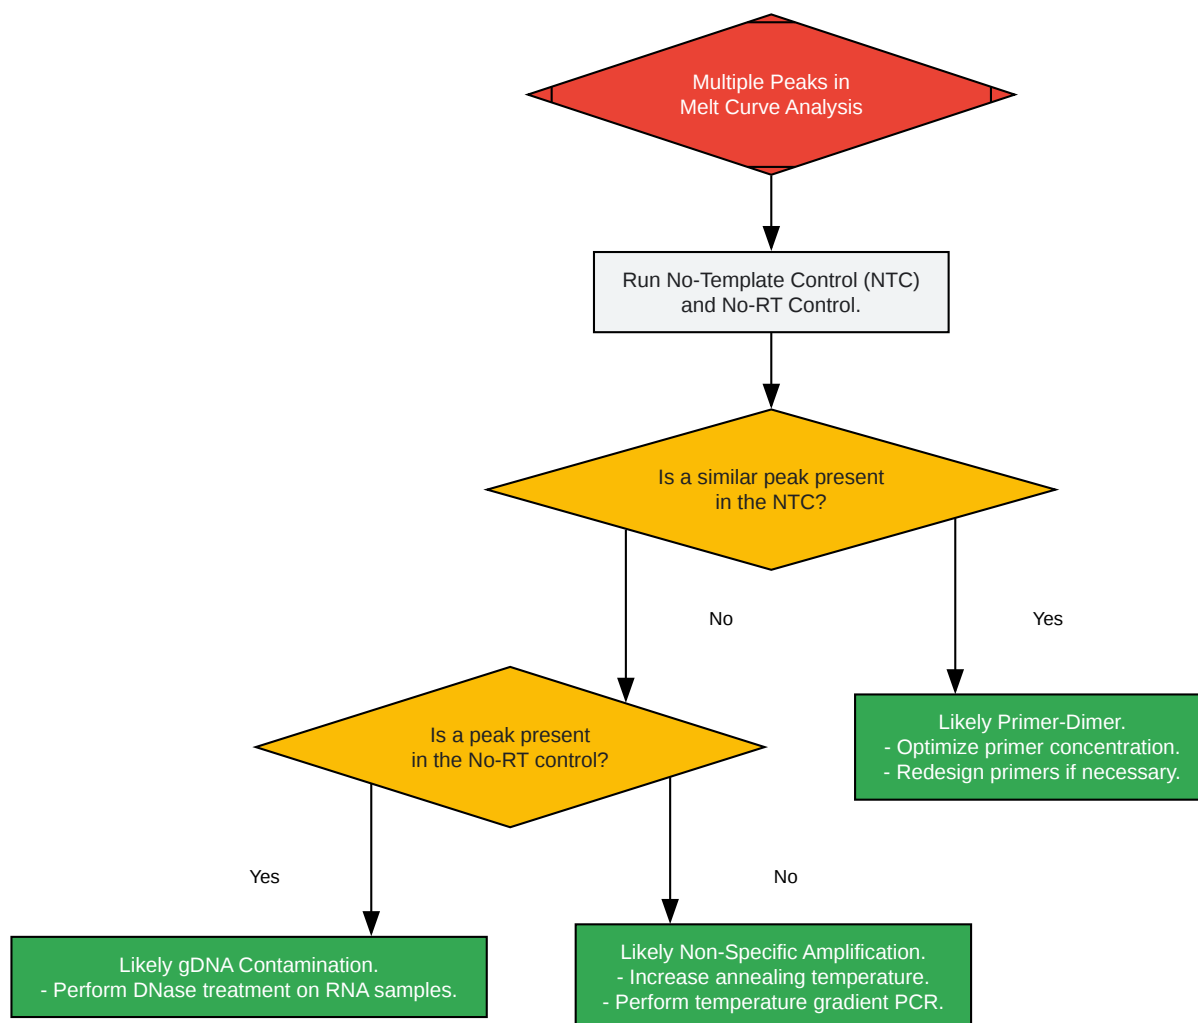 Multiple Peaks in
Melt Curve Analysis
Run No-Template Control (NTC)
and No-RT Control.
Is a similar peak present
in the NTC?
No
Yes
Is a peak present
in the No-RT control?
Likely Primer-Dimer.
- Optimize primer concentration.
- Redesign primers if necessary.
Yes
No
Likely gDNA Contamination.
- Perform DNase treatment on RNA samples.
Likely Non-Specific Amplification.
- Increase annealing temperature.
- Perform temperature gradient PCR.